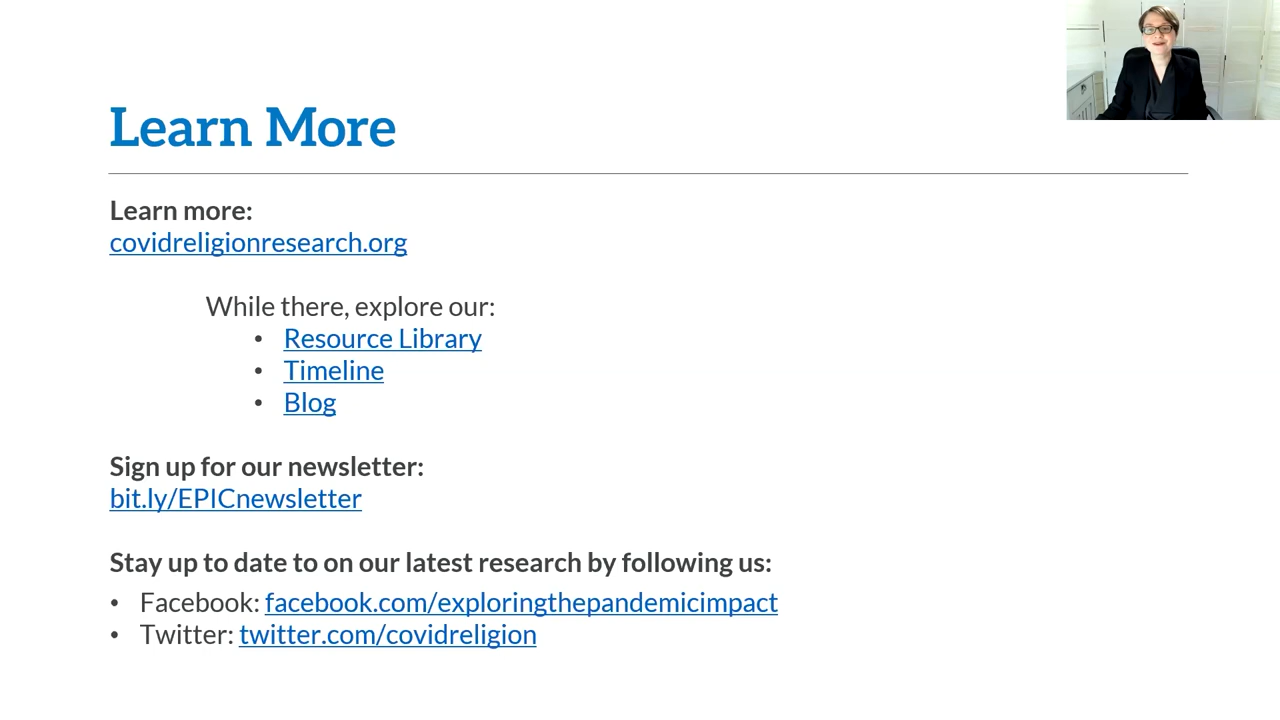 Learn More
Learn more:
covidreligionresearch.org
While there, explore our:
• Resource Library
• Timeline
• Blog
Sign up for our newsletter:
bit.ly/EPICnewsletter
Stay up to date to on our latest research by following us:
• Facebook: facebook.com/exploringthepandemicimpact
• Twitter: twitter.com/covidreligion